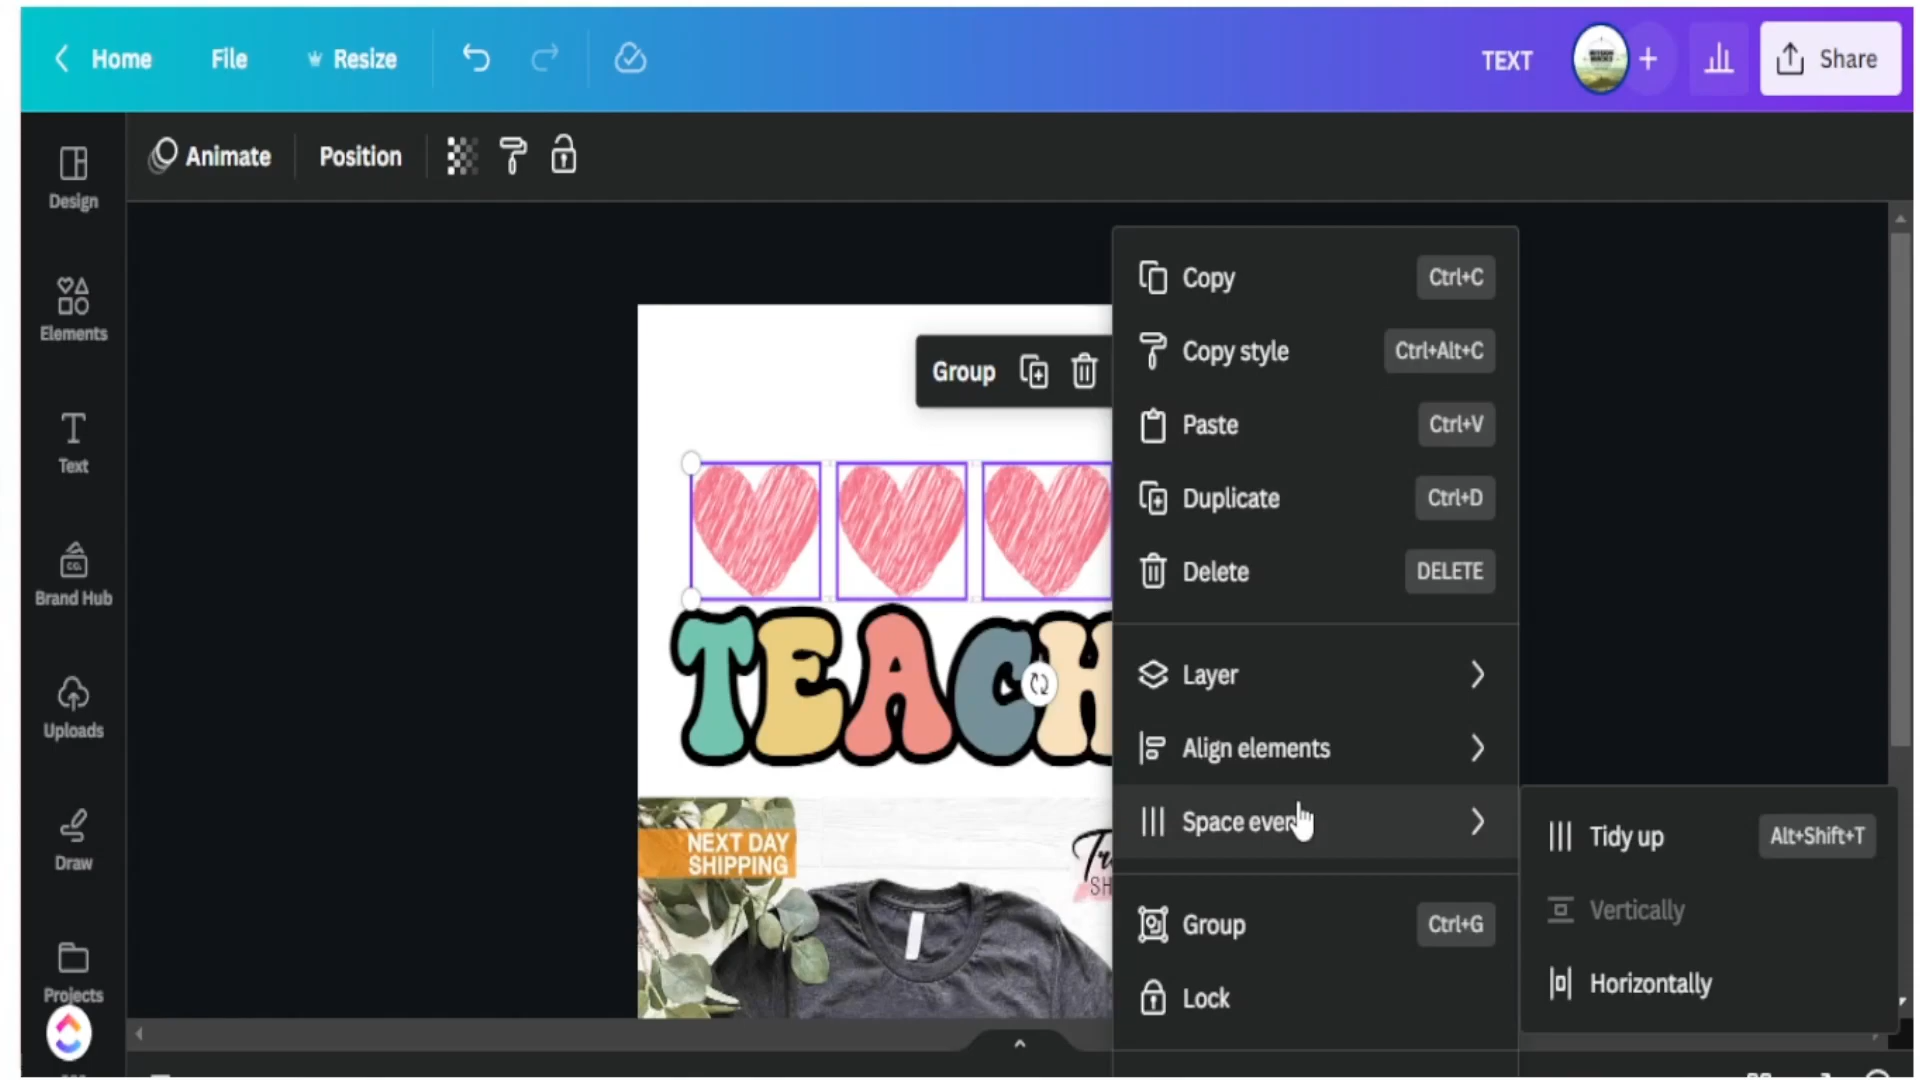 Home File Resize TEXT Share
Animate Position
Design
Elements
Text
Brand Hub
CO.
Uploads
Draw
Projects
Group
Copy Ctrl+C
Copy style Ctrl+Alt+C
Paste Ctrl+V
Duplicate Ctrl+D
Delete DELETE
Layer
Align elements
Space even
Group Ctrl+G
Lock
Tidy up Alt+Shift+T
Vertically
Horizontally
TEACH
NEXT DAY
SHIPPING